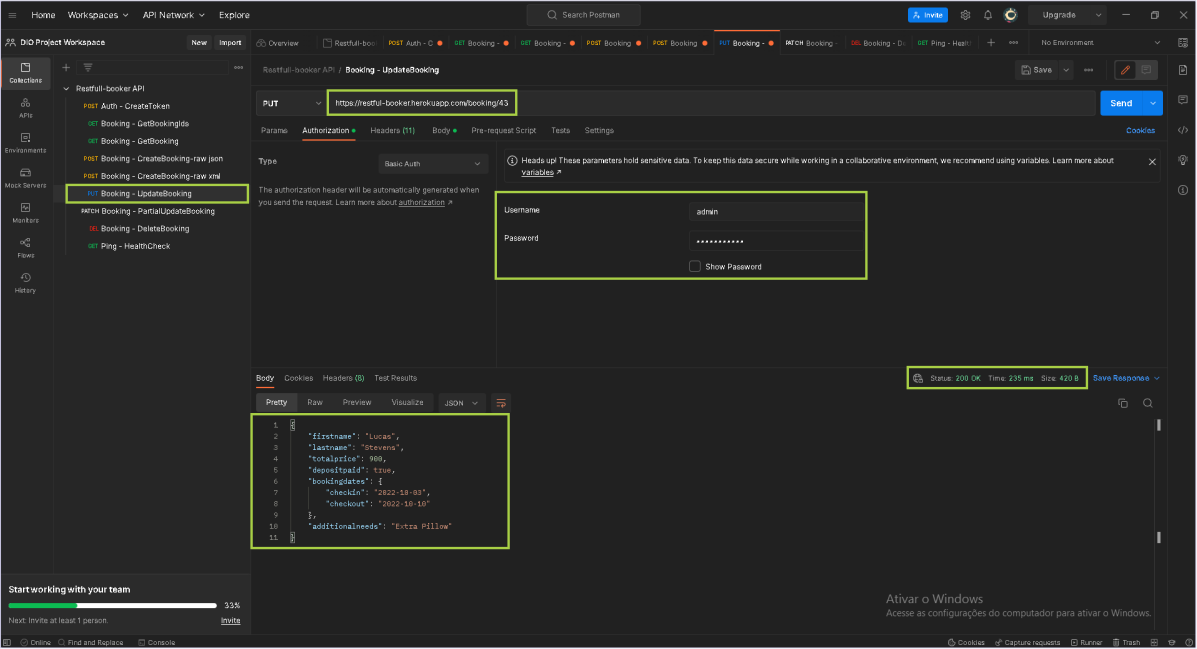 Home Workspaces API Network Explore Search Postman Invite Upgrade
DIO Project Workspace New Import Overview Restfull-boo POST Auth - C GET Booking - GET Booking - POST Booking POST Booking PUT Booking - PATCH Booking - DEL Booking - D GET Ping - Healt No Environment
Restfull-booker API / Booking - UpdateBooking Save
PUT https://restful-booker.herokuapp.com/booking/43 Send
Params Authorization Headers (11) Body Pre-request Script Tests Settings Cookies
Collections
APIs
Environments
Mock Servers
Monitors
Flows
History
Restfull-booker API
POST Auth - CreateToken
GET Booking - GetBookingIds
GET Booking - GetBooking
POST Booking - CreateBooking-raw json
POST Booking - CreateBooking-raw xml
PUT Booking - UpdateBooking
PATCH Booking - PartialUpdateBooking
DEL Booking - DeleteBooking
GET Ping - HealthCheck
Type Basic Auth
The authorization header will be automatically generated when
you send the request. Learn more about authorization ↗
Heads up! These parameters hold sensitive data. To keep this data secure while working in a collaborative environment, we recommend using variables. Learn more about
variables ↗
Username admin
Password ***********
Show Password
Body Cookies Headers (8) Test Results Status: 200 OK Time: 235 ms Size: 420 B Save Response
Pretty Raw Preview Visualize JSON
1 {
2 "firstname": "Lucas",
3 "lastname": "Stevens",
4 "totalprice": 900,
5 "depositpaid": true,
6 "bookingdates": {
7 "checkin": "2022-10-03",
8 "checkout": "2022-10-10"
9 },
10 "additionalneeds": "Extra Pillow"
11 }
Start working with your team
33%
Next: Invite at least 1 person. Invite
Ativar o Windows
Acesse as configurações do computador para ativar o Windows.
Online Find and Replace Console Cookies Capture requests Runner Trash